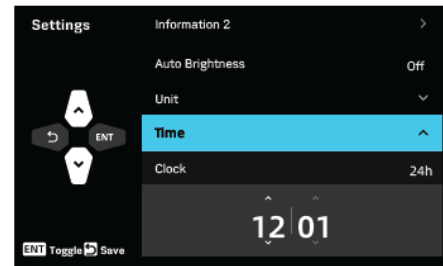 Settings
Information 2
Auto Brightness Off
Unit
Time
ENT
Clock 24h
12 01
ENT Toggle Save